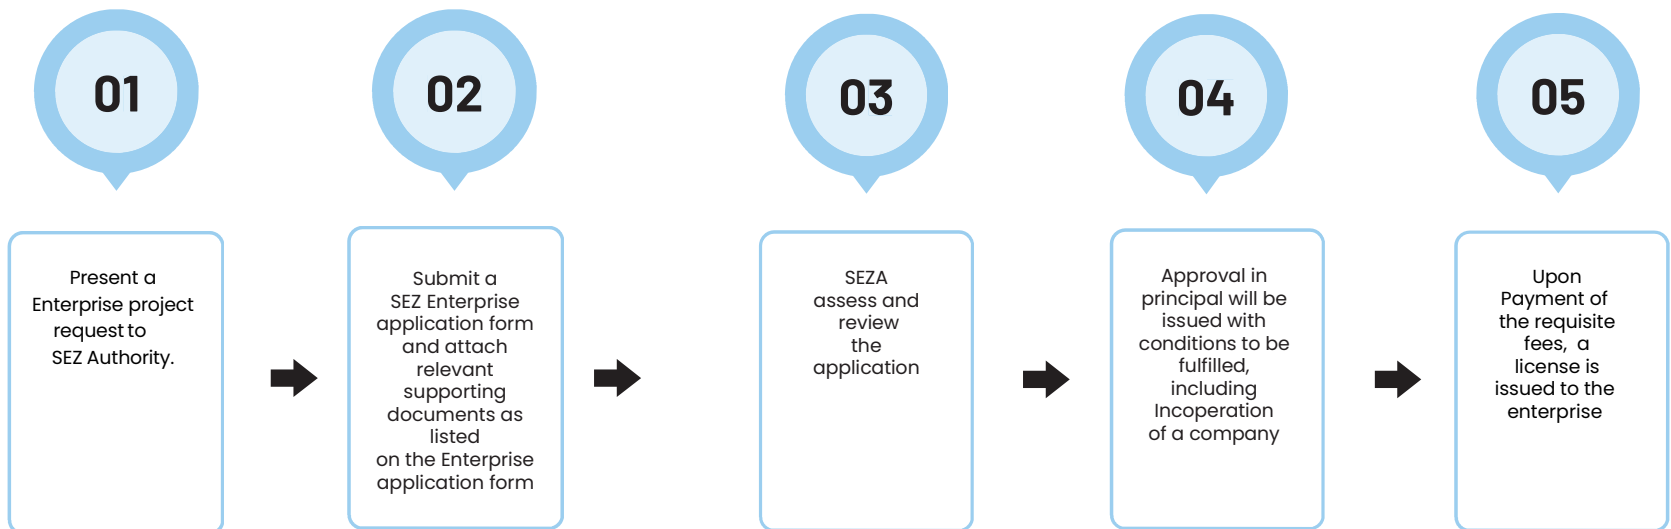 01
Present a
Enterprise project
request to
SEZ Authority.
02
Submit a
SEZ Enterprise
application form
and attach
relevant
supporting
documents as
listed
on the Enterprise
application form
03
SEZA
assess and
review
the
application
04
Approval in
principal will be
issued with
conditions to be
fulfilled,
including
Incoperation
of a company
05
Upon
Payment of
the requisite
fees, a
license is
issued to the
enterprise